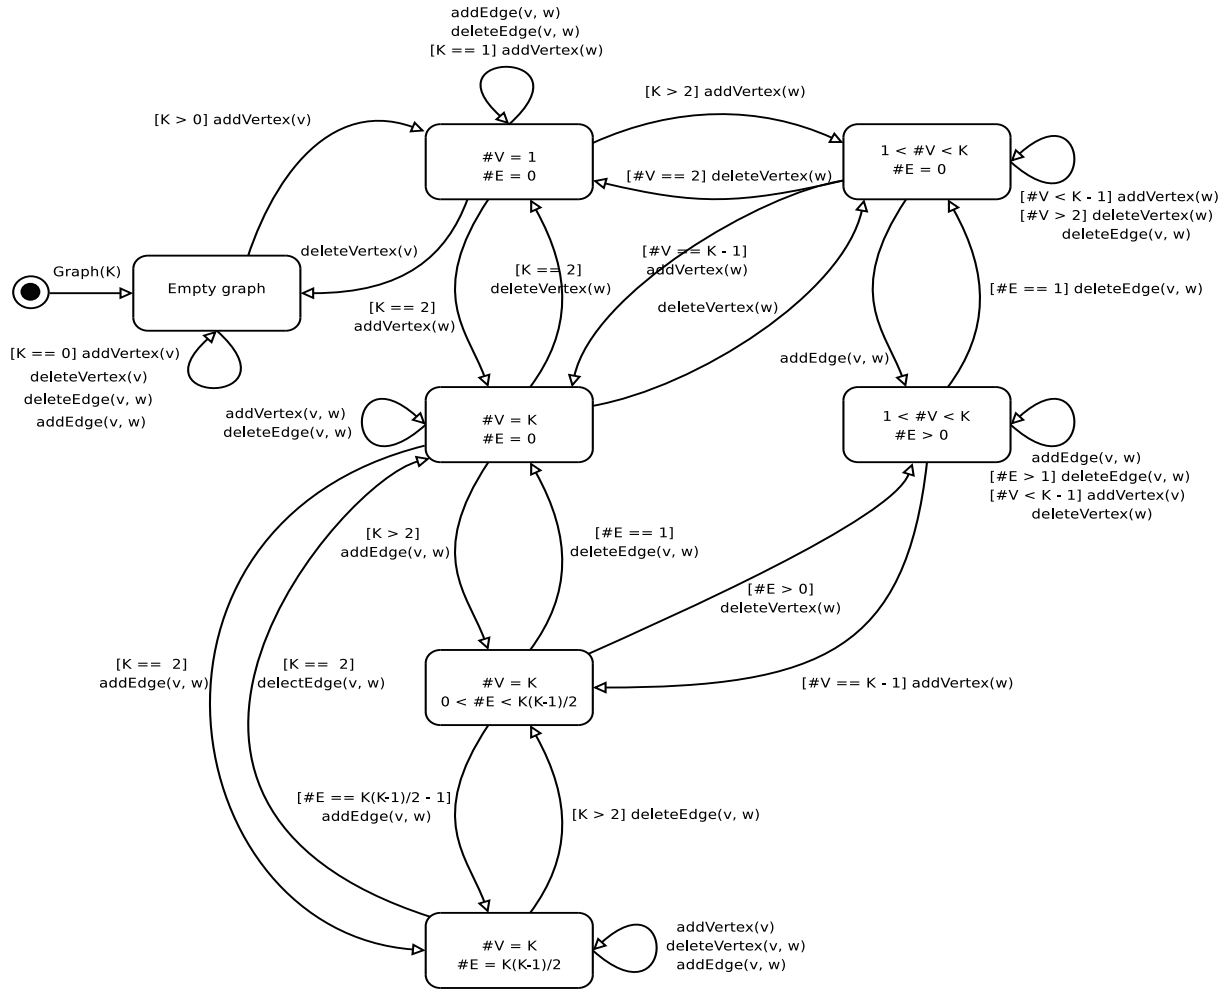 addEdge(v, w)
deleteEdge(v, w)
[K == 1] addVertex(w)
[K > 2] addVertex(w)
[K > 0] addVertex(v)
#V = 1
#E = 0
1 < #V < K
#E = 0
[#V == 2] deleteVertex(w)
[#V < K - 1] addVertex(w)
[#V > 2] deleteVertex(w)
deleteEdge(v, w)
deleteVertex(v)
[#V == K - 1]
addVertex(w)
Graph(K)
Empty graph
[K == 2]
deleteVertex(w)
[#E == 1] deleteEdge(v, w)
[K == 2]
addVertex(w)
deleteVertex(w)
[K == 0] addVertex(v)
deleteVertex(v)
deleteEdge(v, w)
addEdge(v, w)
addEdge(v, w)
addVertex(v, w)
deleteEdge(v, w)
#V = K
#E = 0
1 < #V < K
#E > 0
addEdge(v, w)
[#E > 1] deleteEdge(v, w)
[#V < K - 1] addVertex(v)
deleteVertex(w)
[K > 2]
addEdge(v, w)
[#E == 1]
deleteEdge(v, w)
[#E > 0]
deleteVertex(w)
[K ==  2]
addEdge(v, w)
[K ==  2]
delectEdge(v, w)
#V = K
0 < #E < K(K-1)/2
[#V == K - 1] addVertex(w)
[#E == K(K-1)/2 - 1]
addEdge(v, w)
[K > 2] deleteEdge(v, w)
#V = K
#E = K(K-1)/2
addVertex(v)
deleteVertex(v, w)
addEdge(v, w)